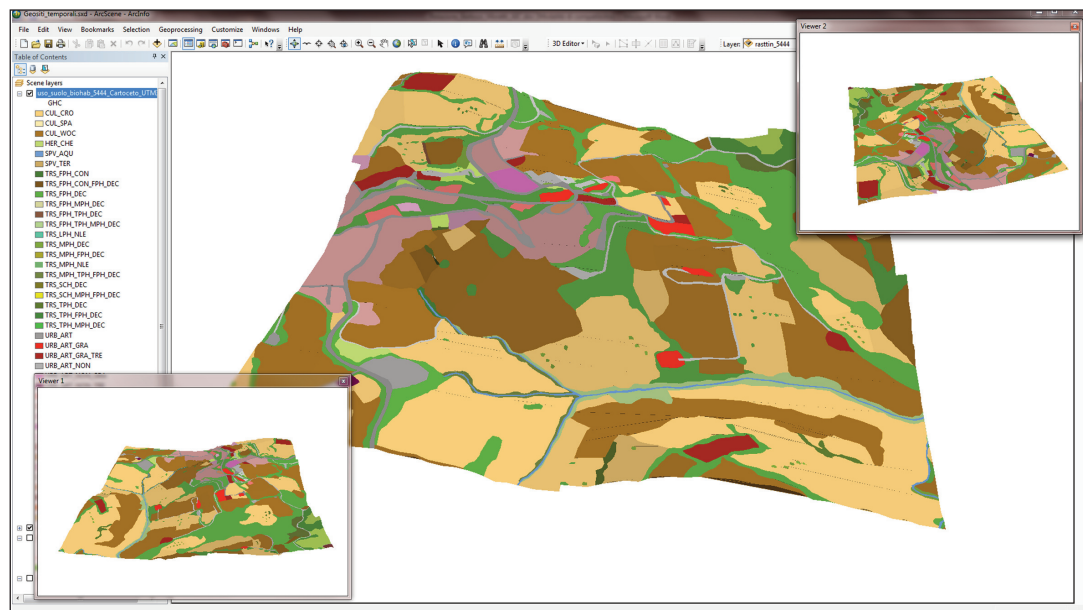 Geositi_temporali.sxd - ArcScene - ArcInfo
File Edit View Bookmarks Selection Geoprocessing Customize Windows Help
3D Editor
Layer: rasttin_5444
Table of Contents
Scene layers
uso_suolo_biohab_5444_Cartoceto_UTM
GHC
CUL_CRO
CUL_SPA
CUL_WOC
HER_CHE
SPV_AQU
SPV_TER
TRS_FPH_CON
TRS_FPH_CON_FPH_DEC
TRS_FPH_DEC
TRS_FPH_MPH_DEC
TRS_FPH_TPH_DEC
TRS_FPH_TPH_MPH_DEC
TRS_LPH_NLE
TRS_MPH_DEC
TRS_MPH_FPH_DEC
TRS_MPH_NLE
TRS_MPH_TPH_FPH_DEC
TRS_SCH_DEC
TRS_SCH_MPH_FPH_DEC
TRS_TPH_DEC
TRS_TPH_FPH_DEC
TRS_TPH_MPH_DEC
URB_ART
URB_ART_GRA
URB_ART_GRA_TRE
URB_ART_NON
Viewer 2
Viewer 1